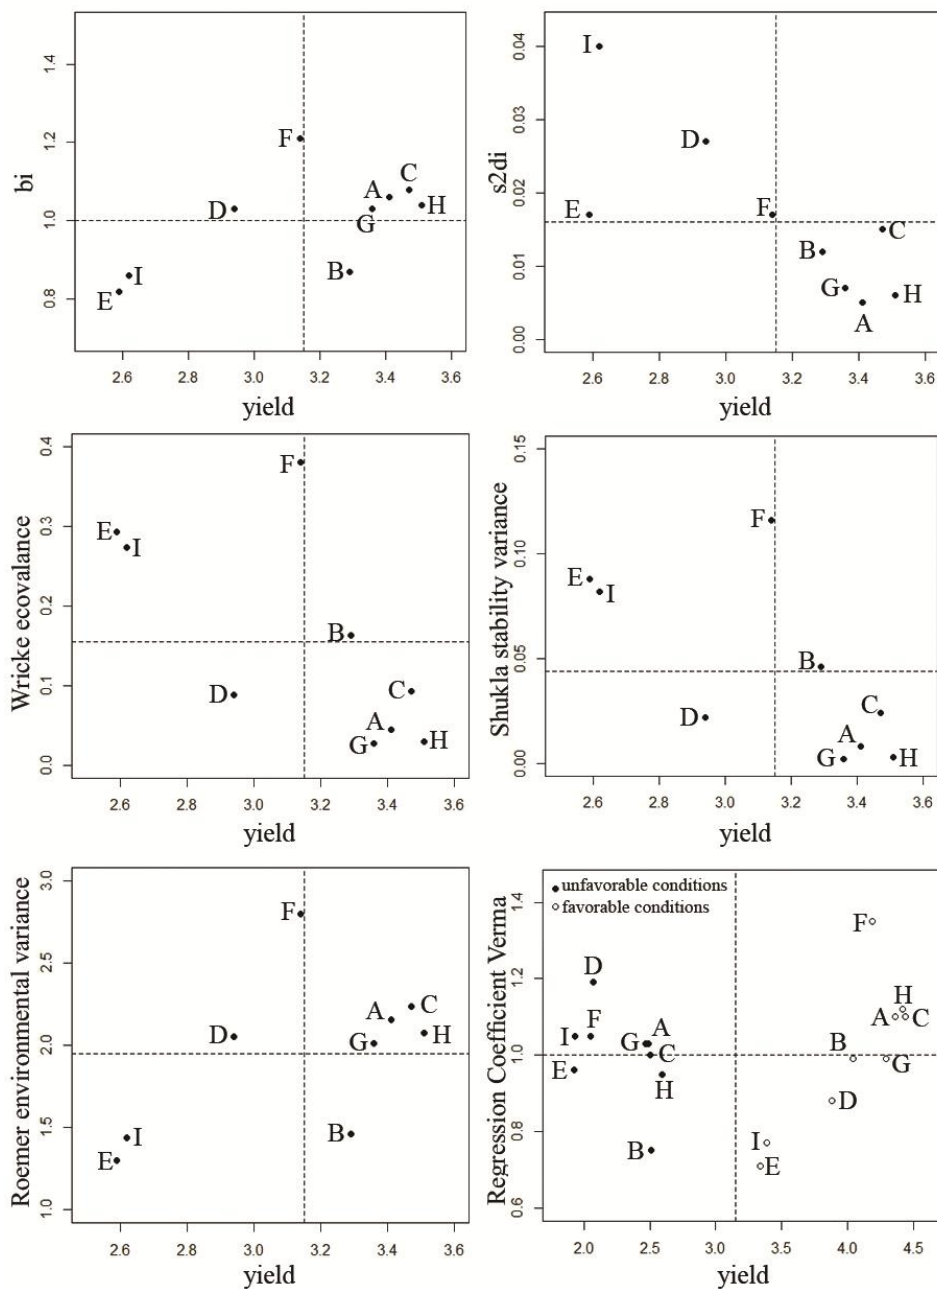 1.4
1.2
1.0
0.8
bi
F
D
I
E
A
G
C
H
B
2.6 2.8 3.0 3.2 3.4 3.6
yield
0.04
0.03
0.02
0.01
0.00
s2di
I
D
E
F
B
C
G
A
H
2.6 2.8 3.0 3.2 3.4 3.6
yield
0.4
0.3
0.2
0.1
0.0
Wricke ecovalance
F
E
I
B
D
C
A
G
H
2.6 2.8 3.0 3.2 3.4 3.6
yield
0.15
0.10
0.05
0.00
Shukla stability variance
F
E
I
B
D
C
A
G
H
2.6 2.8 3.0 3.2 3.4 3.6
yield
3.0
2.5
2.0
1.5
1.0
Roemer environmental variance
F
D
A
C
G
H
I
E
B
2.6 2.8 3.0 3.2 3.4 3.6
yield
1.4
1.2
1.0
0.8
0.6
Regression Coefficient Verma
unfavorable conditions
favorable conditions
D
F
I
E
A
G
C
H
B
F
H
A
C
B
G
D
I
E
2.0 2.5 3.0 3.5 4.0 4.5
yield